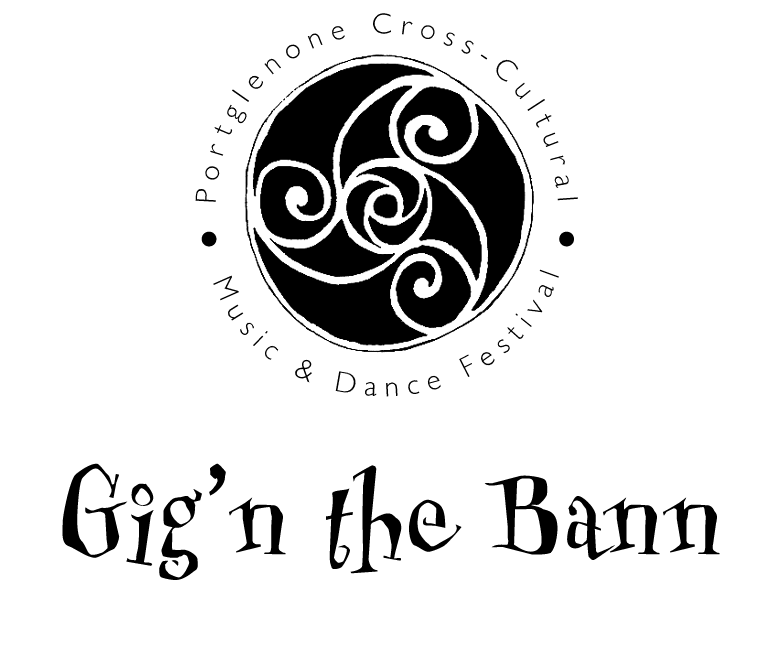 Portglenone Cross-Cultural
Music & Dance Festival
Gig'n the Bann